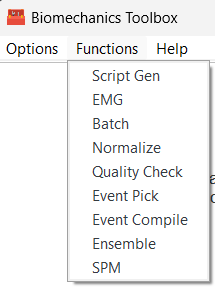 Biomechanics Toolbox
Options Functions Help
Script Gen
EMG
Batch
Normalize
Quality Check
Event Pick
Event Compile
Ensemble
SPM